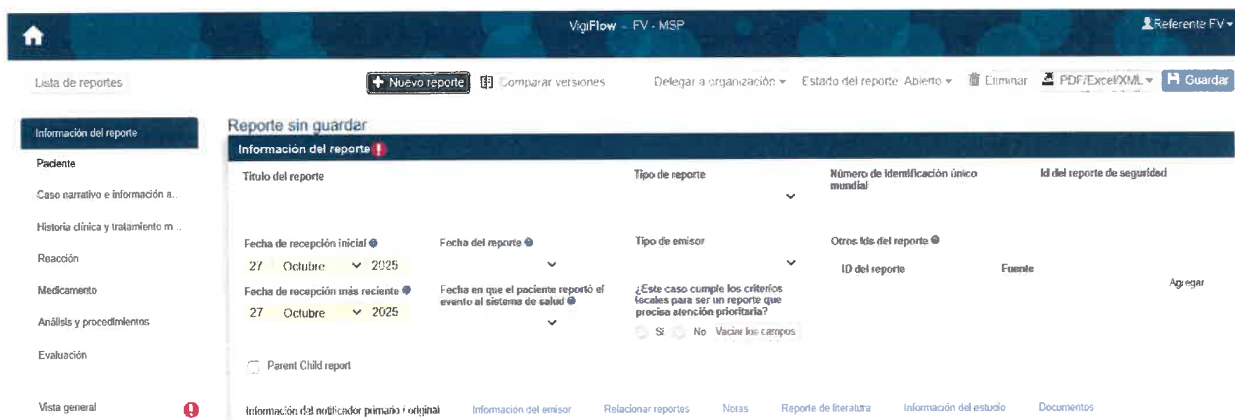 VigiFlow - FV - MSP
Referente FV
Lista de reportes
+ Nuevo reporte
Comparar versiones
Delegar a organización
Estado del reporte Abierto
Eliminar
PDF/Excel/XML
Guardar
Información del reporte
Paciente
Caso narrativo e información a...
Historia clínica y tratamiento m...
Reacción
Medicamento
Análisis y procedimientos
Evaluación
Vista general
Reporte sin guardar
Información del reporte
Título del reporte
Tipo de reporte
Número de identificación único
mundial
Id del reporte de seguridad
Fecha de recepción inicial
27 Octubre 2025
Fecha del reporte
Tipo de emisor
Otros Ids del reporte
ID del reporte
Fuente
Agregar
Fecha de recepción más reciente
27 Octubre 2025
Fecha en que el paciente reportó el
evento al sistema de salud
¿Este caso cumple los criterios
locales para ser un reporte que
precisa atención prioritaria?
Si No Vaciar los campos
Parent Child report
Información del notificador primario / original
Información del emisor
Relacionar reportes
Notas
Reporte de literatura
Información del estudio
Documentos